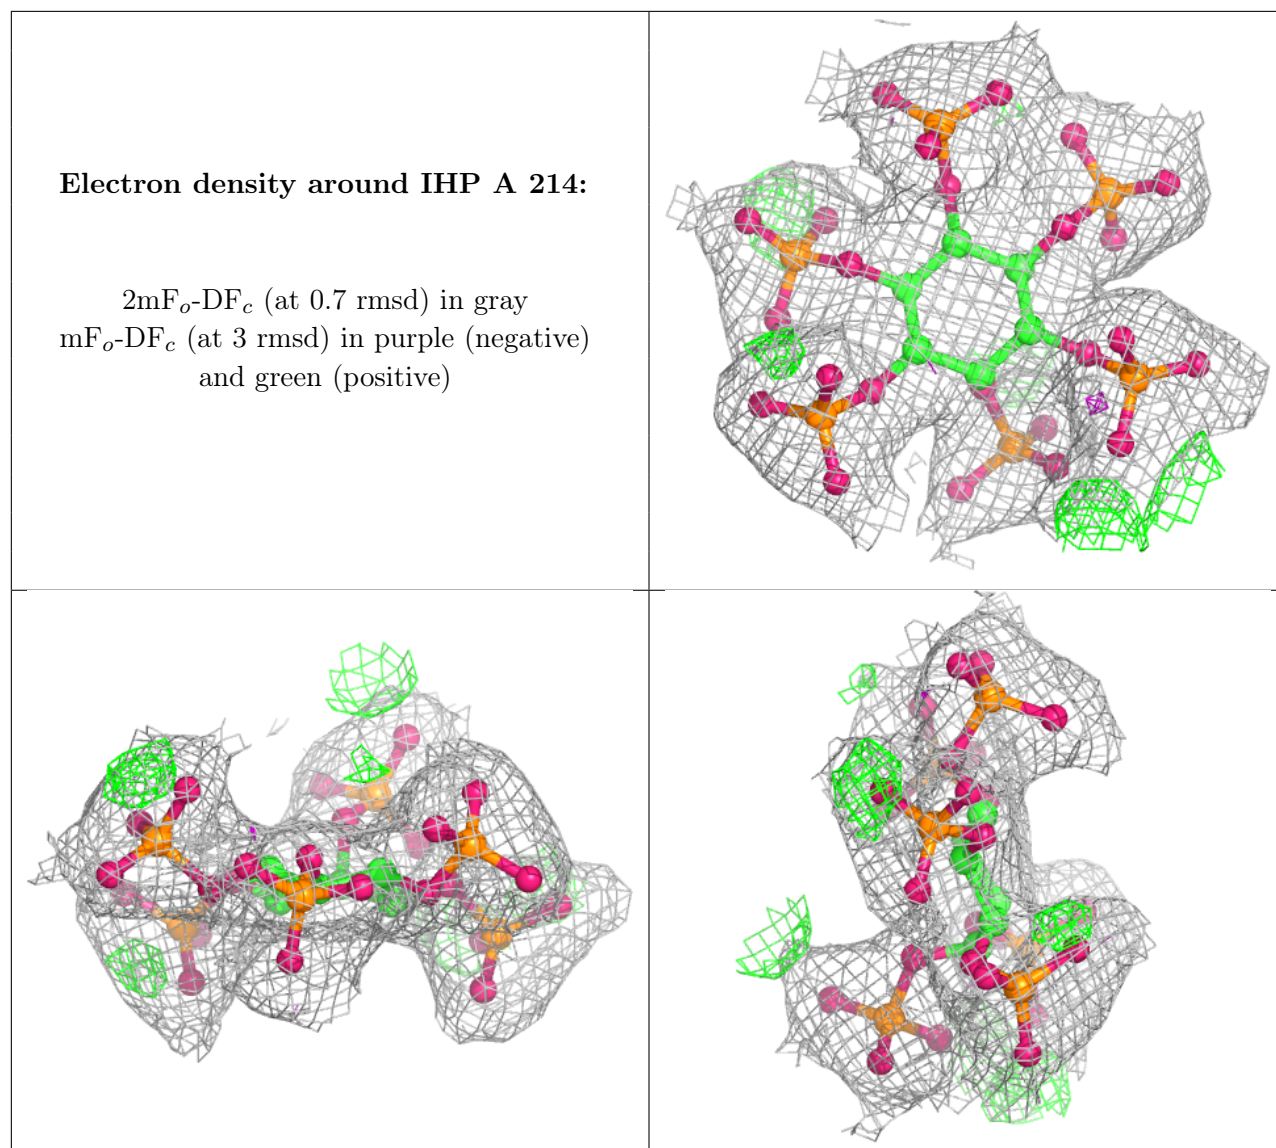 Electron density around IHP A 214:
2mFo-DFc (at 0.7 rmsd) in gray
mFo-DFc (at 3 rmsd) in purple (negative)
and green (positive)